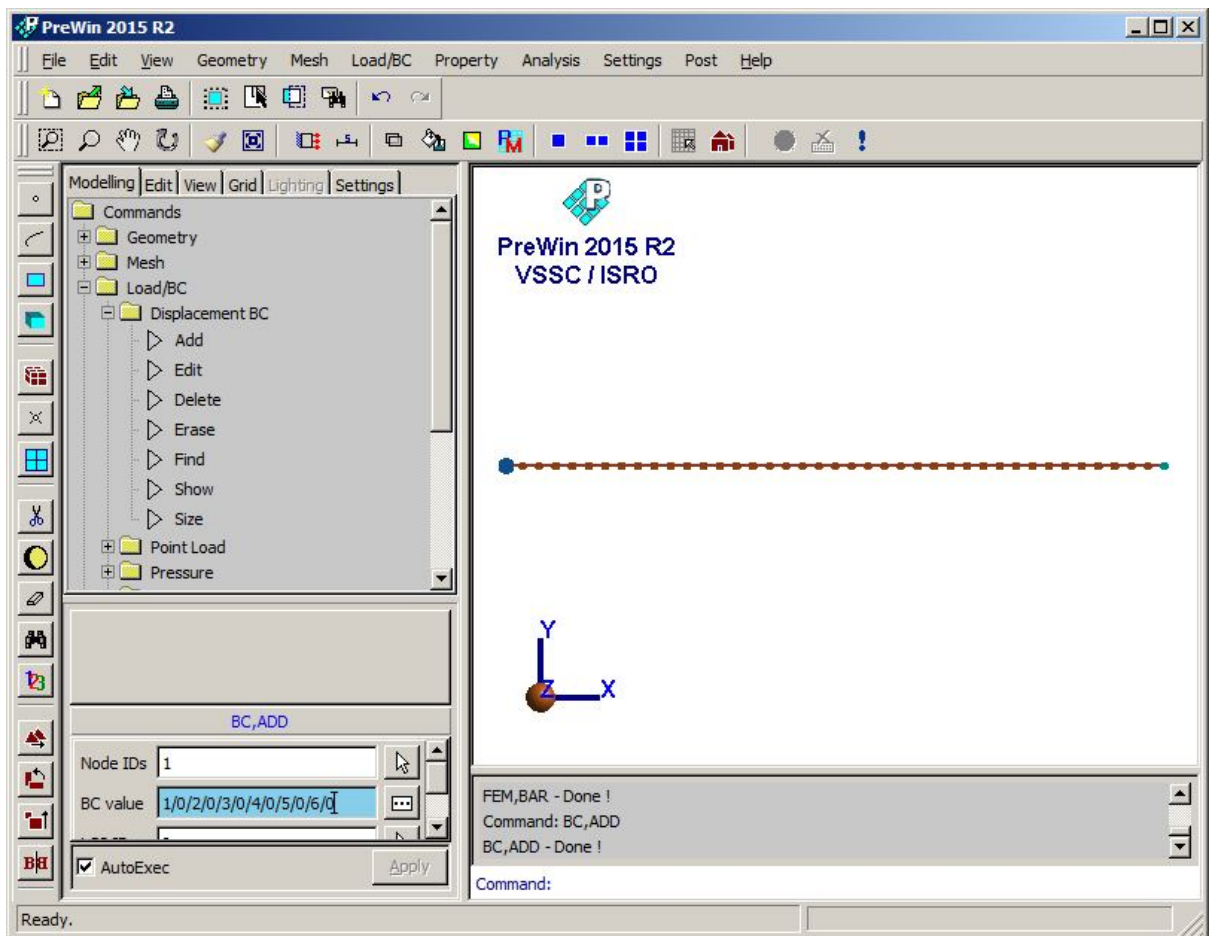 PreWin 2015 R2
File Edit View Geometry Mesh Load/BC Property Analysis Settings Post Help
Modelling Edit View Grid Lighting Settings
Commands
Geometry
Mesh
Load/BC
Displacement BC
Add
Edit
Delete
Erase
Find
Show
Size
Point Load
Pressure
BC,ADD
Node IDs 1
BC value 1/0/2/0/3/0/4/0/5/0/6/0
AutoExec Apply
PreWin 2015 R2
VSSC / ISRO
Y
Z X
FEM,BAR - Done !
Command: BC,ADD
BC,ADD - Done !
Command:
Ready.